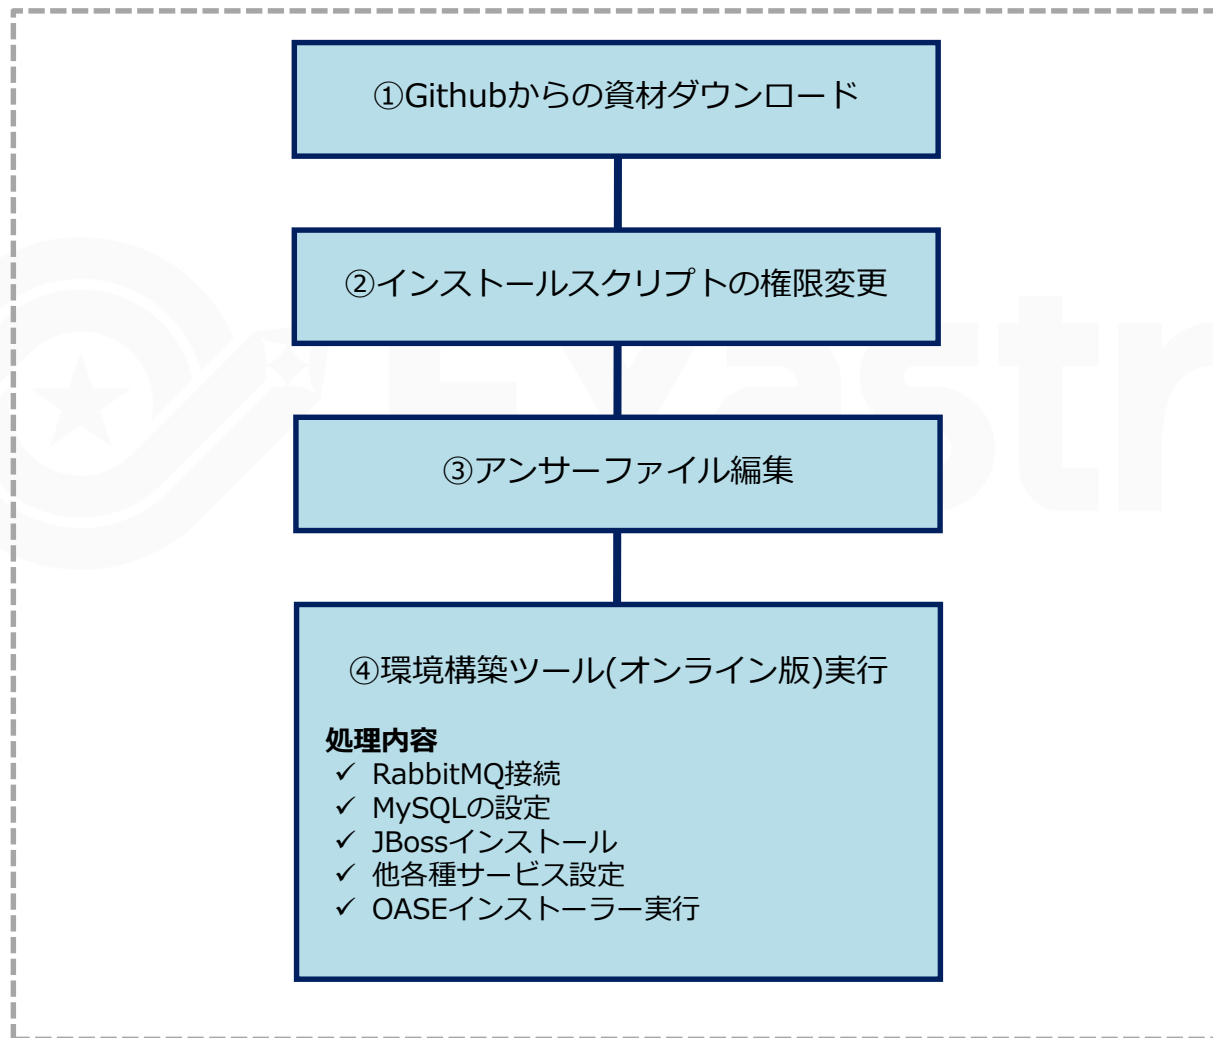 ①Githubからの資材ダウンロード
②インストールスクリプトの権限変更
③アンサーファイル編集
④環境構築ツール(オンライン版)実行
処理内容
✓ RabbitMQ接続
✓ MySQLの設定
✓ JBossインストール
✓ 他各種サービス設定
✓ OASEインストーラー実行